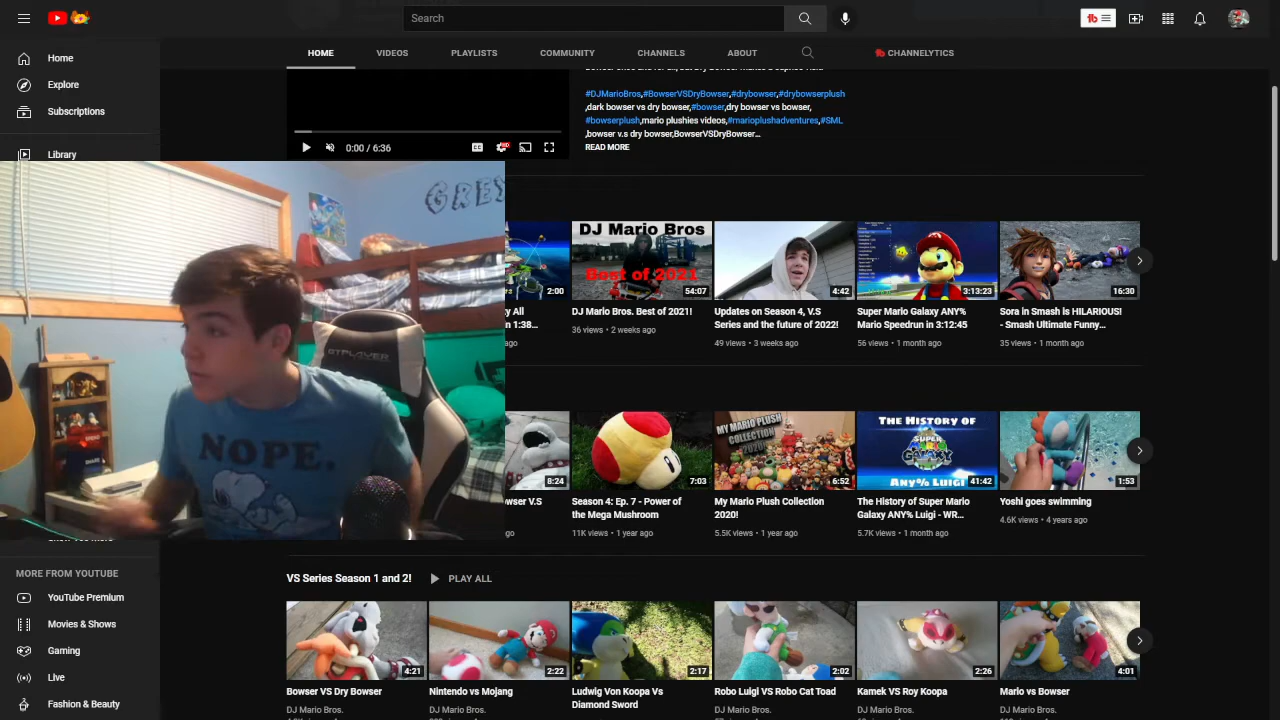 Search
HOME
VIDEOS
PLAYLISTS
COMMUNITY
CHANNELS
ABOUT
CHANNELYTICS
Home
Explore
Subscriptions
Library
#DJMarioBros,#BowserVSDryBowser,#drybowser,#drybowserplush
,dark bowser vs dry bowser,#bowser,dry bowser vs bowser,
#bowserplush,mario plushies videos,#marioplushadventures,#SML
,bowser v.s dry bowser,BowserVSDryBowser...
READ MORE
0:00 / 6:36
GREY
GTPLAYER
NOPE.
2:00
DJ Mario Bros
Best of 2021
54:07
4:42
3:13:23
16:30
y All
n 1:38...
go
DJ Mario Bros. Best of 2021!
36 views • 2 weeks ago
Updates on Season 4, V.S
Series and the future of 2022!
49 views • 3 weeks ago
Super Mario Galaxy ANY%
Mario Speedrun in 3:12:45
56 views • 1 month ago
Sora in Smash is HILARIOUS!
- Smash Ultimate Funny...
35 views • 1 month ago
8:24
7:03
MY MARIO PLUSH
COLLECTION
2020!
6:52
THE HISTORY OF
SUPER
GALAXY
ANY% LUIGI
41:42
1:53
owser V.S
go
Season 4: Ep. 7 - Power of
the Mega Mushroom
11K views • 1 year ago
My Mario Plush Collection
2020!
5.5K views • 1 year ago
The History of Super Mario
Galaxy ANY% Luigi - WR...
5.7K views • 1 month ago
Yoshi goes swimming
4.6K views • 4 years ago
MORE FROM YOUTUBE
YouTube Premium
Movies & Shows
Gaming
Live
Fashion & Beauty
VS Series Season 1 and 2!
PLAY ALL
4:21
2:22
2:17
2:02
2:26
4:01
Bowser VS Dry Bowser
DJ Mario Bros.
Nintendo vs Mojang
DJ Mario Bros.
Ludwig Von Koopa Vs
Diamond Sword
Robo Luigi VS Robo Cat Toad
DJ Mario Bros.
Kamek VS Roy Koopa
DJ Mario Bros.
Mario vs Bowser
DJ Mario Bros.